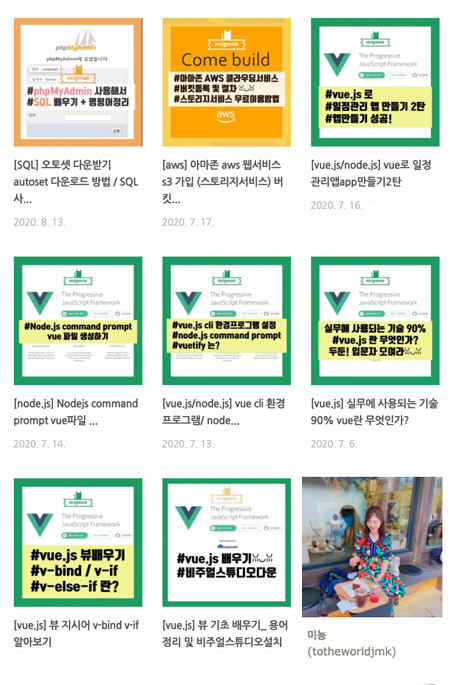 phpMyAdmin
phpMyAdmin에 오신것을
mignon
#phpMyAdmin 사용해서
#SQL 배우기 + 명령어정리
mignon
Come build
#아마존 AWS 클라우딩서비스
#버킷등록 및 절차
#스토리지서비스 무료이용방법
aws
mignon
The Progressive
JavaScript Framework
#vue.js 로
#일정관리 앱 만들기 2탄
#앱만들기 성공!
[SQL] 오토셋 다운받기
autoset 다운로드 방법 / SQL
사...
2020. 8. 13.
[aws] 아마존 aws 웹서비스
s3 가입 (스토리지서비스) 버
킷...
2020. 7. 17.
[vue.js/node.js] vue로 일정
관리앱app만들기2탄
2020. 7. 16.
mignon
The Progressive
JavaScript Framework
#Node.js command prompt
vue 파일 생성하기
mignon
The Progressive
JavaScript Framework
#vue.js cli 환경프로그램 설정
#node.js command prompt
#vuetify 는?
mignon
The Progressive
JavaScript Framework
실무에 사용되는 기술 90%
#vue.js 란 무엇인가?
두둔! 입문자 모여라
[node.js] Nodejs command
prompt vue파일 ...
2020. 7. 14.
[vue.js/node.js] vue cli 환경
프로그램/ node...
2020. 7. 13.
[vue.js] 실무에 사용되는 기술
90% vue란 무엇인가?
2020. 7. 6.
mignon
The Progressive
JavaScript Framework
#vue.js 뷰배우기
#v-bind / v-if
#v-else-if 란?
mignon
The Progressive
JavaScript Framework
#vue.js 배우기
#비주얼스튜디오다운
[vue.js] 뷰 지시어 v-bind v-if
알아보기
[vue.js] 뷰 기초 배우기_ 용어
정리 및 비주얼스튜디오설치
미뇽
(totheworldjmk)